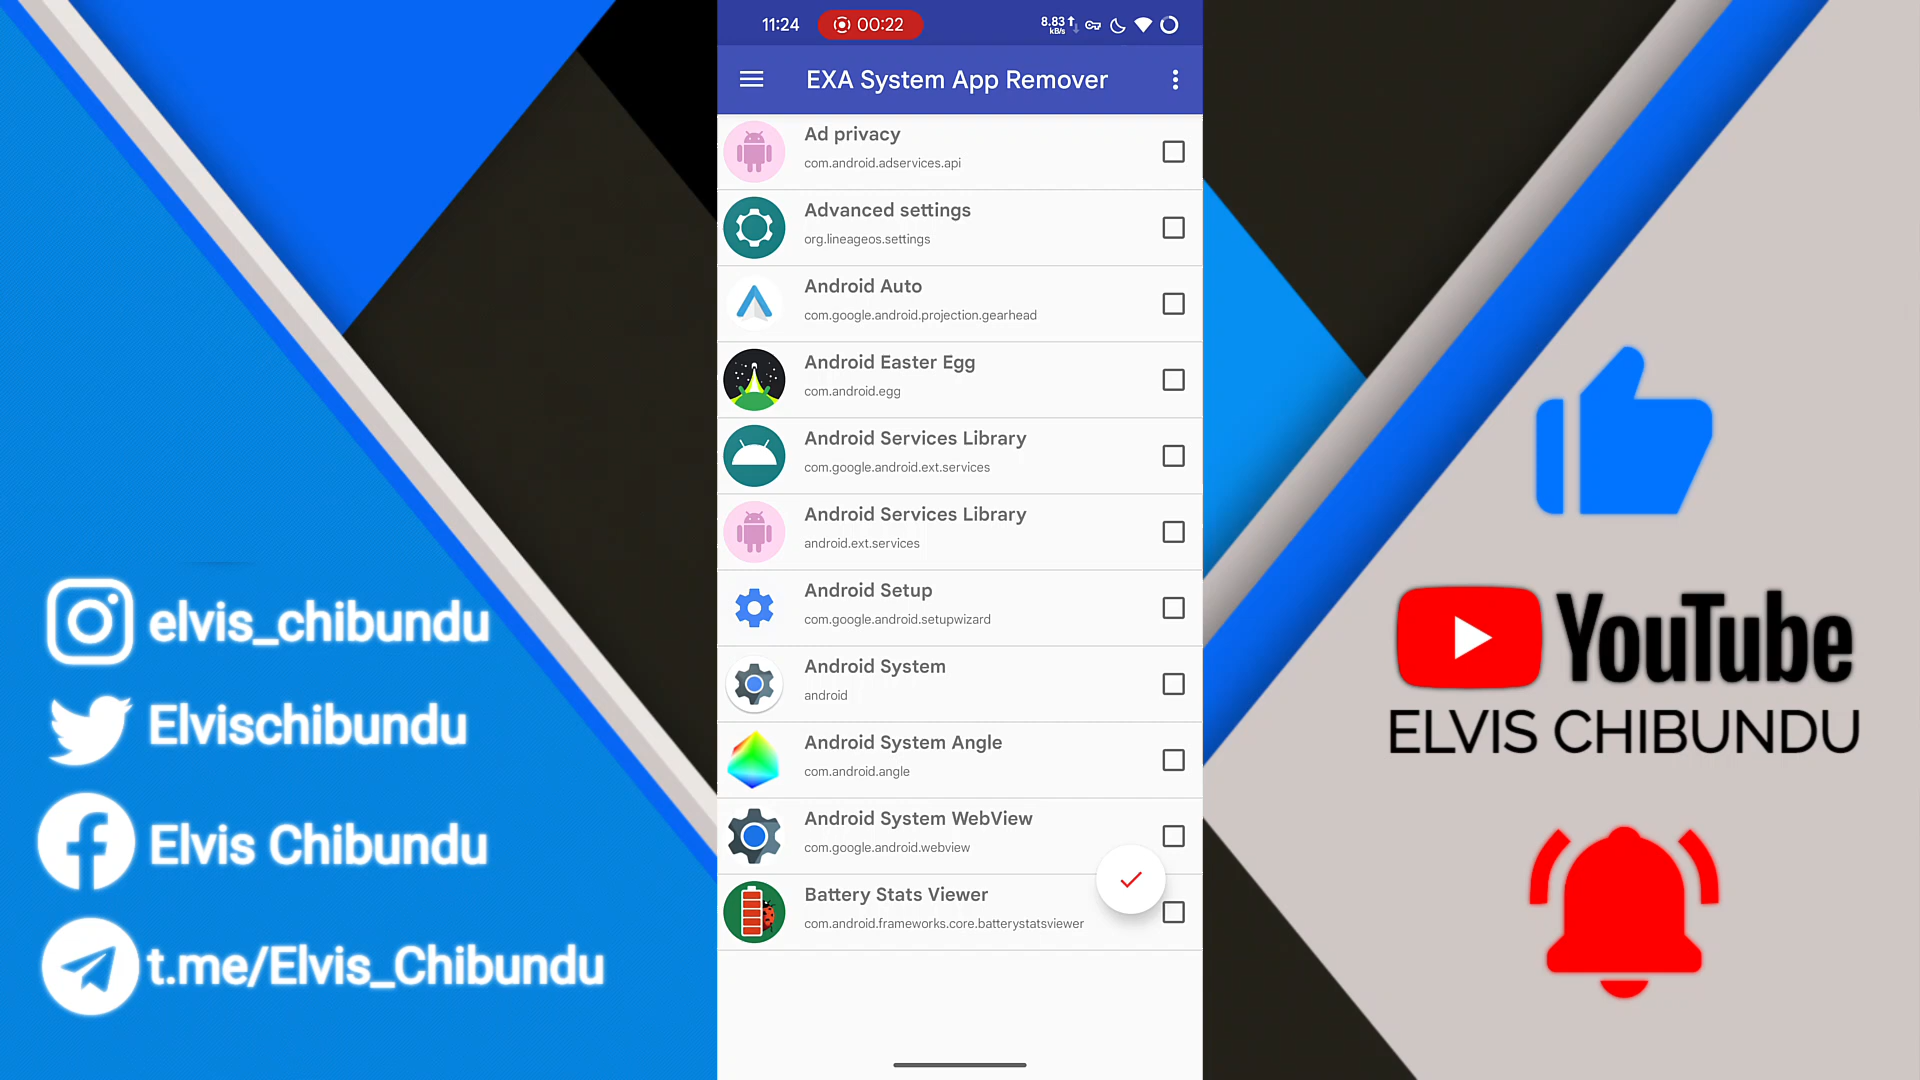 11:24
00:22
8.83
kB/s
EXA System App Remover
Ad privacy
com.android.adservices.api
Advanced settings
org.lineageos.settings
Android Auto
com.google.android.projection.gearhead
Android Easter Egg
com.android.egg
Android Services Library
com.google.android.ext.services
Android Services Library
android.ext.services
Android Setup
com.google.android.setupwizard
Android System
android
Android System Angle
com.android.angle
Android System WebView
com.google.android.webview
Battery Stats Viewer
com.android.frameworks.core.batterystatsviewer
elvis_chibundu
Elvischibundu
Elvis Chibundu
t.me/Elvis_Chibundu
YouTube
ELVIS CHIBUNDU